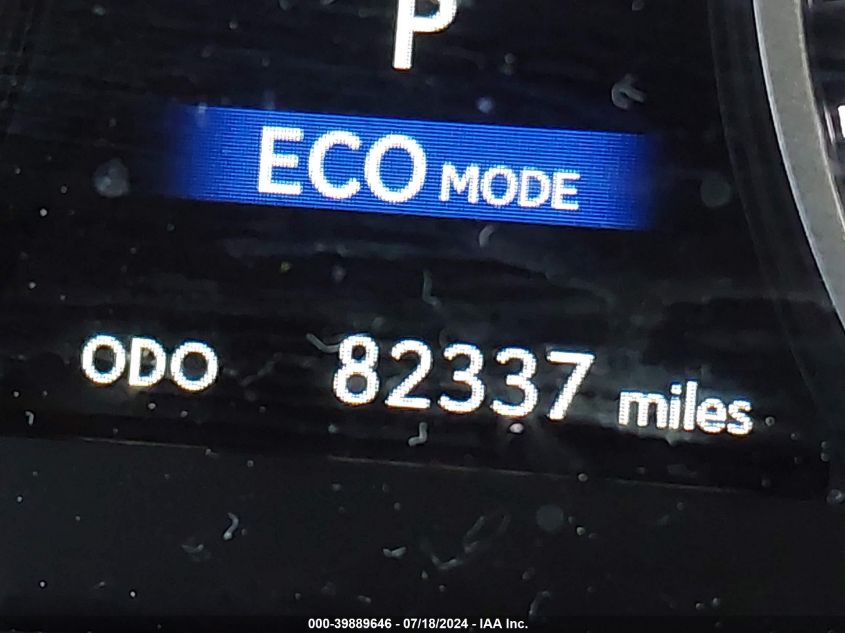 P
ECO MODE
ODO 82337 miles
000-39889646 - 07/18/2024 - IAA Inc.